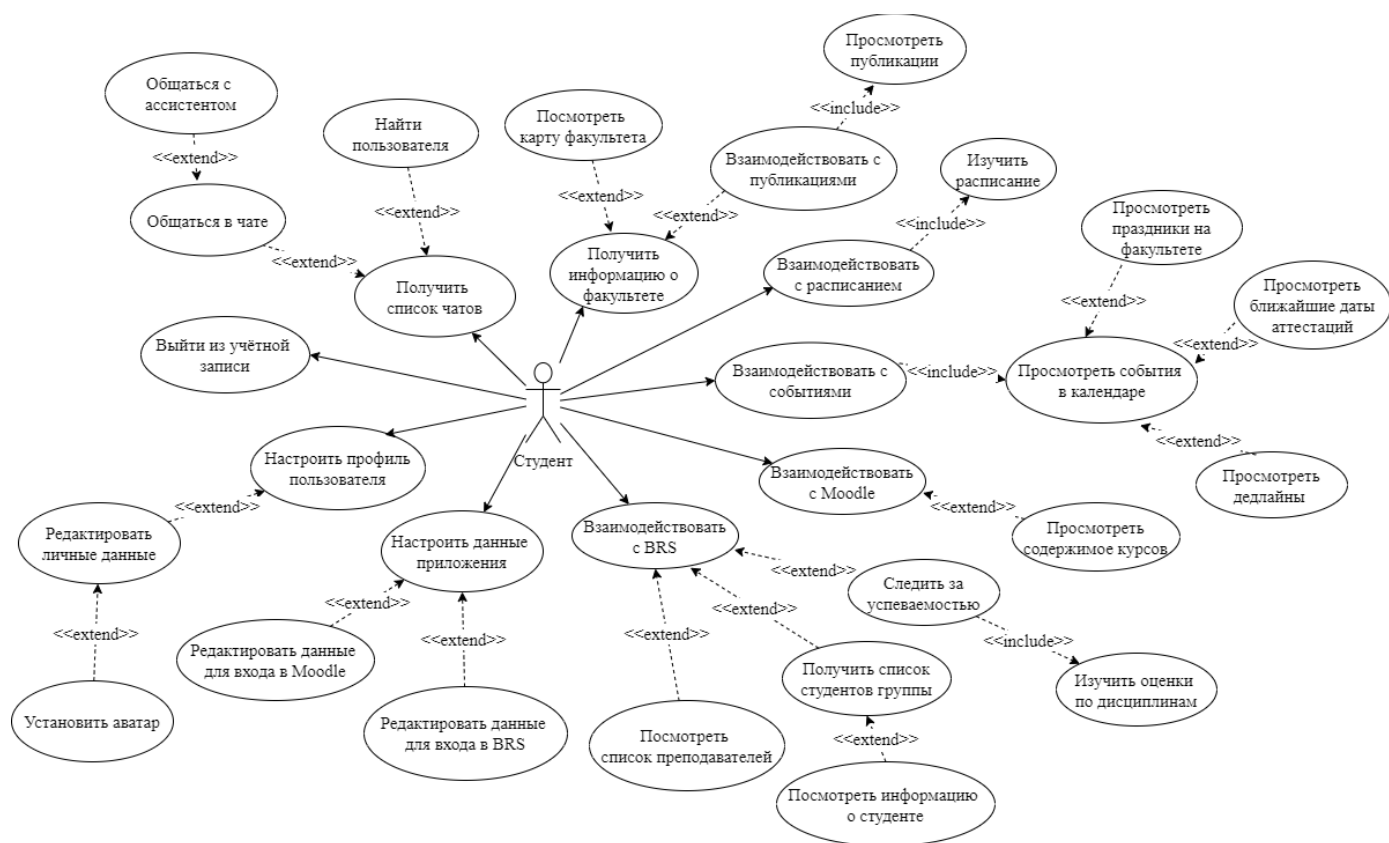 Просмотреть
публикации
Общаться с
ассистентом
<<include>>
Найти
пользователя
Посмотреть
карту факультета
<<extend>>
Взаимодействовать с
публикациями
Изучить
расписание
Общаться в чате
<<extend>>
<<extend>>
<<extend>>
<<include>>
Просмотреть
праздники на
факультете
<<extend>>
Получить
информацию о
факультете
Взаимодействовать
с расписанием
Получить
список чатов
<<extend>>
Просмотреть
ближайшие даты
аттестаций
<<extend>>
Выйти из учётной
записи
Взаимодействовать с
событиями
<<include>>
Просмотреть события
в календаре
<<extend>>
Студент
Настроить профиль
пользователя
Взаимодействовать
с Moodle
Просмотреть
дедлайны
<<extend>>
<<extend>>
Редактировать
личные данные
Настроить данные
приложения
Взаимодействовать
с BRS
Просмотреть
содержимое курсов
<<extend>>
Следить за
успеваемостью
<<extend>>
<<extend>>
<<extend>>
<<extend>>
<<extend>>
<<include>>
Редактировать данные
для входа в Moodle
Получить список
студентов группы
Изучить оценки
по дисциплинам
Установить аватар
Редактировать данные
для входа в BRS
Посмотреть
список преподавателей
<<extend>>
Посмотреть информацию
о студенте